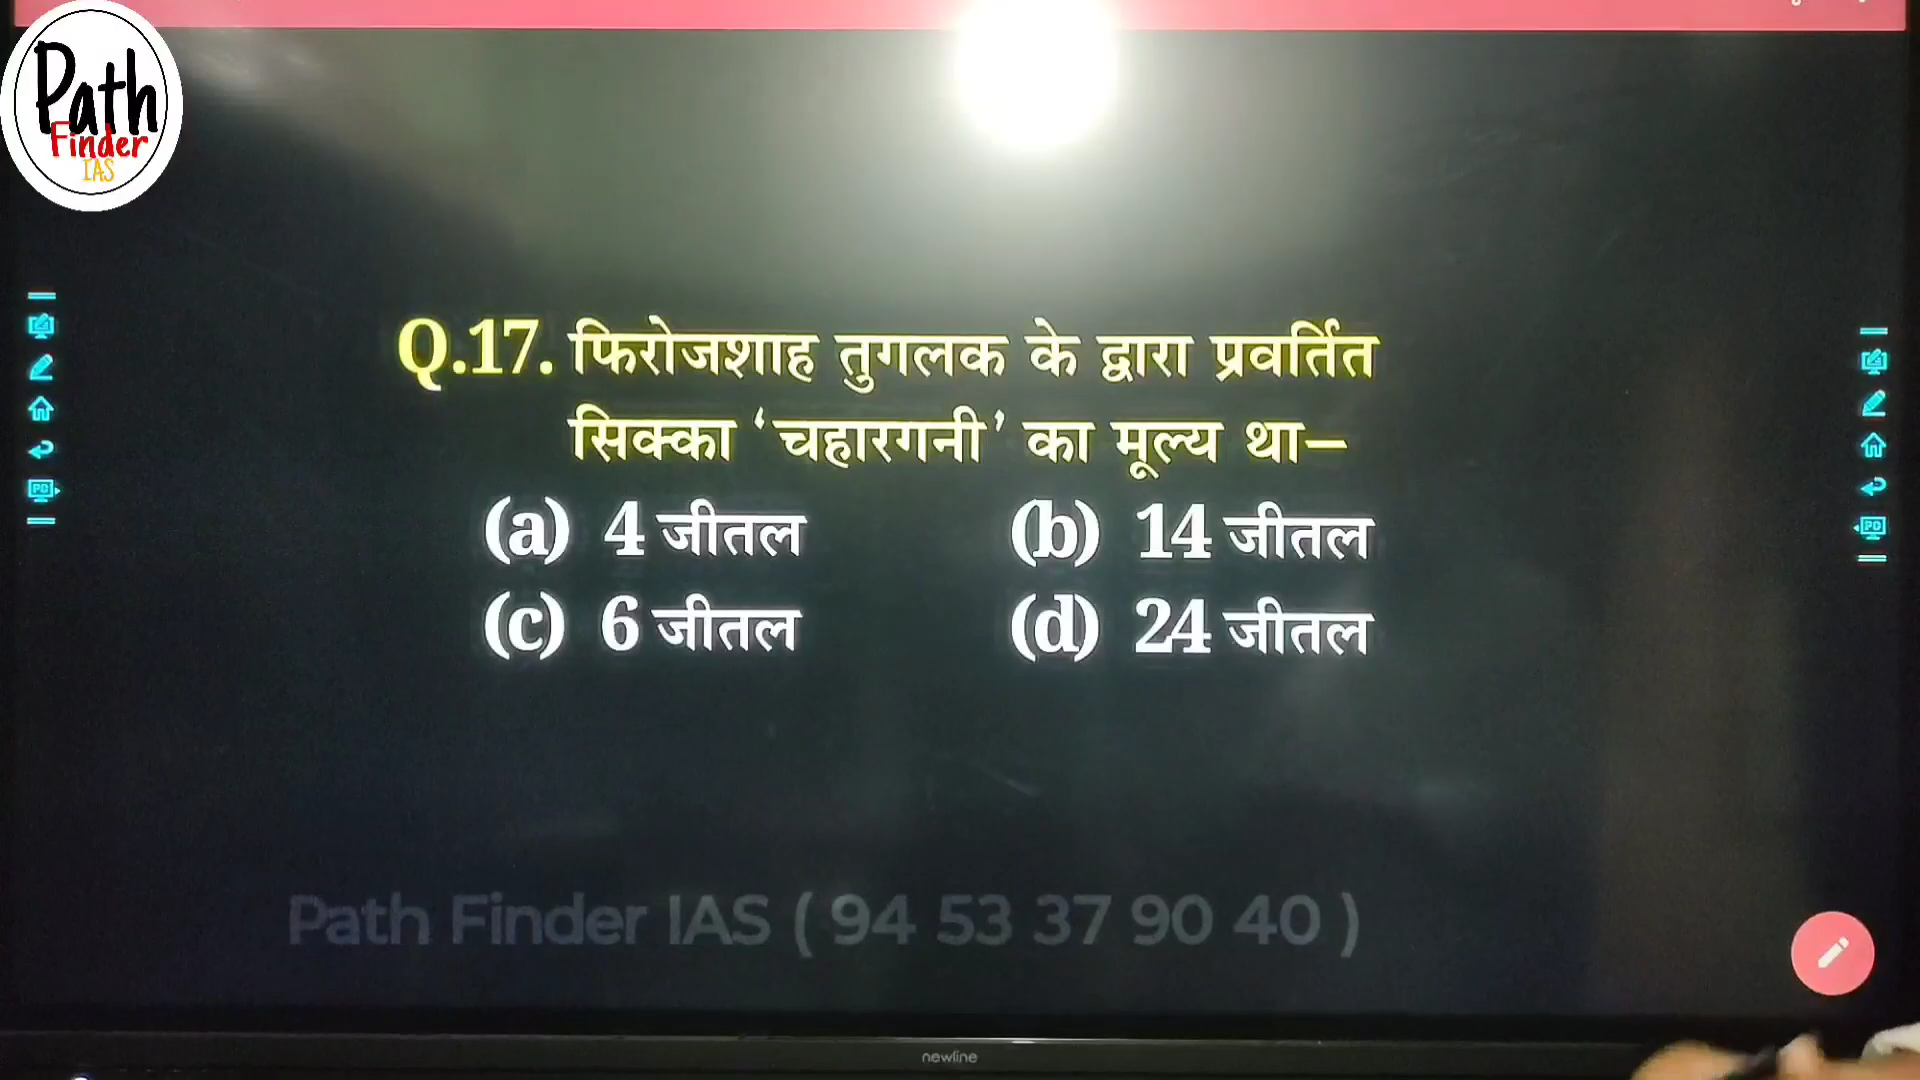 Path
Finder
IAS
Q.17. फिरोजशाह तुगलक के द्वारा प्रवर्तित
सिक्का ‘चहारगनी’ का मूल्य था–
(a) 4 जीतल (b) 14 जीतल
(c) 6 जीतल (d) 24 जीतल
Path Finder IAS ( 94 53 37 90 40 )
newline